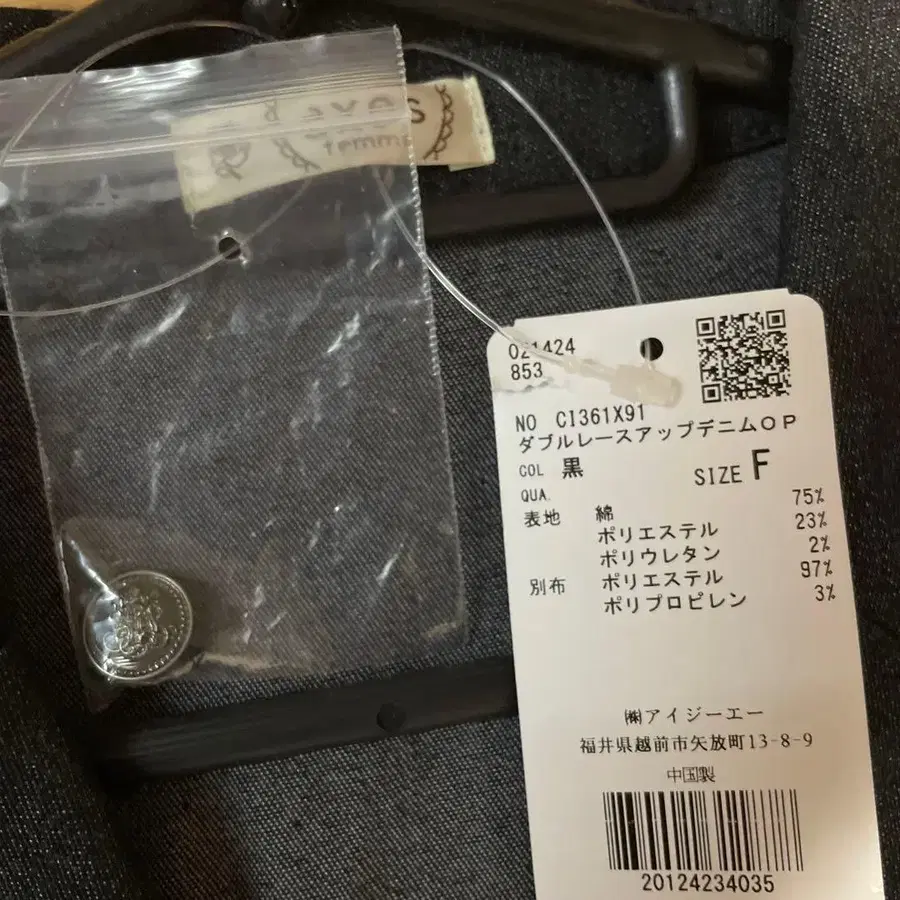 axes
femme
021424
853
NO CI361X91
ダブルレースアップデニムOP
COL 黒 SIZE F
QUA.
表地 綿 75%
ポリエステル 23%
ポリウレタン 2%
別布 ポリエステル 97%
ポリプロピレン 3%
㈱アイジーエー
福井県越前市矢放町13-8-9
中国製
20124234035